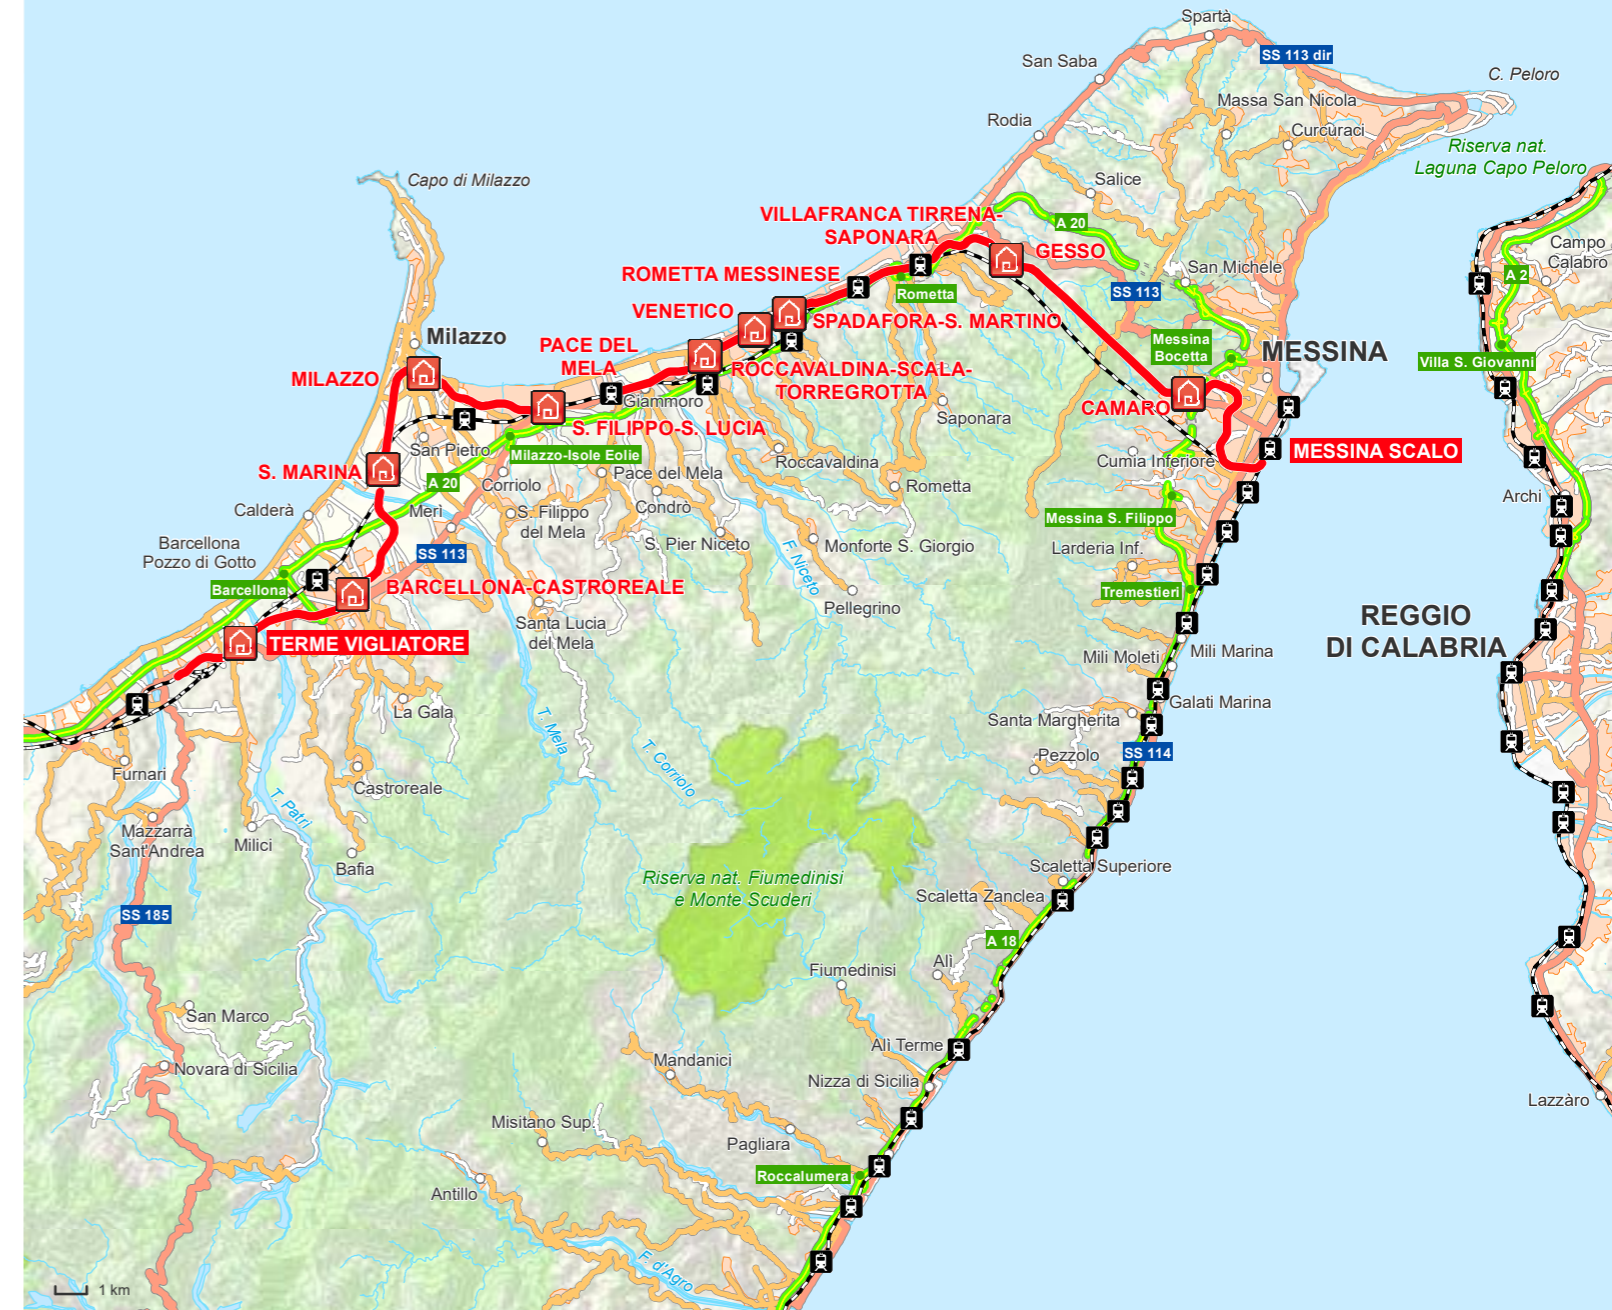 Spartà
SS 113 dir
San Saba
C. Peloro
Massa San Nicola
Rodia
Curcuraci
Riserva nat.
Laguna Capo Peloro
Capo di Milazzo
Salice
VILLAFRANCA TIRRENA-
SAPONARA
A 20
GESSO
Campo
Calabro
ROMETTA MESSINESE
San Michele
A 2
Rometta
SS 113
VENETICO
SPADAFORA-S. MARTINO
Milazzo
PACE DEL
MELA
Messina
Bocetta
MESSINA
Villa S. Giovanni
MILAZZO
ROCCAVALDINA-SCALA-
TORREGROTTA
Giammoro
CAMARO
Saponara
S. FILIPPO-S. LUCIA
San Pietro
Milazzo-Isole Eolie
MESSINA SCALO
Roccavaldina
Cumia Inferiore
S. MARINA
Pace del Mela
A 20
Corriolo
Rometta
Archi
Calderà
Merì
Condrò
S. Filippo
del Mela
Messina S. Filippo
Barcellona
Pozzo di Gotto
SS 113
S. Pier Niceto
Monforte S. Giorgio
Larderia Inf.
F. Niceto
Barcellona
BARCELLONA-CASTROREALE
Tremestieri
Pellegrino
REGGIO
DI CALABRIA
Santa Lucia
del Mela
TERME VIGLIATORE
Mili Moleti
Mili Marina
La Gala
T. Mela
Galati Marina
Santa Margherita
SS 114
Pezzolo
T. Corriolo
Furnari
Castroreale
T. Patrì
Mazzarrà
Sant'Andrea
Milici
Bafia
Scaletta Superiore
Riserva nat. Fiumedinisi
e Monte Scuderi
Scaletta Zanclea
SS 185
A 18
Fiumedinisi
Alì
San Marco
Alì Terme
Mandanici
Novara di Sicilia
Nizza di Sicilia
Lazzàro
Misitano Sup.
Pagliara
Roccalumera
Antillo
F. d'Agro
1 km